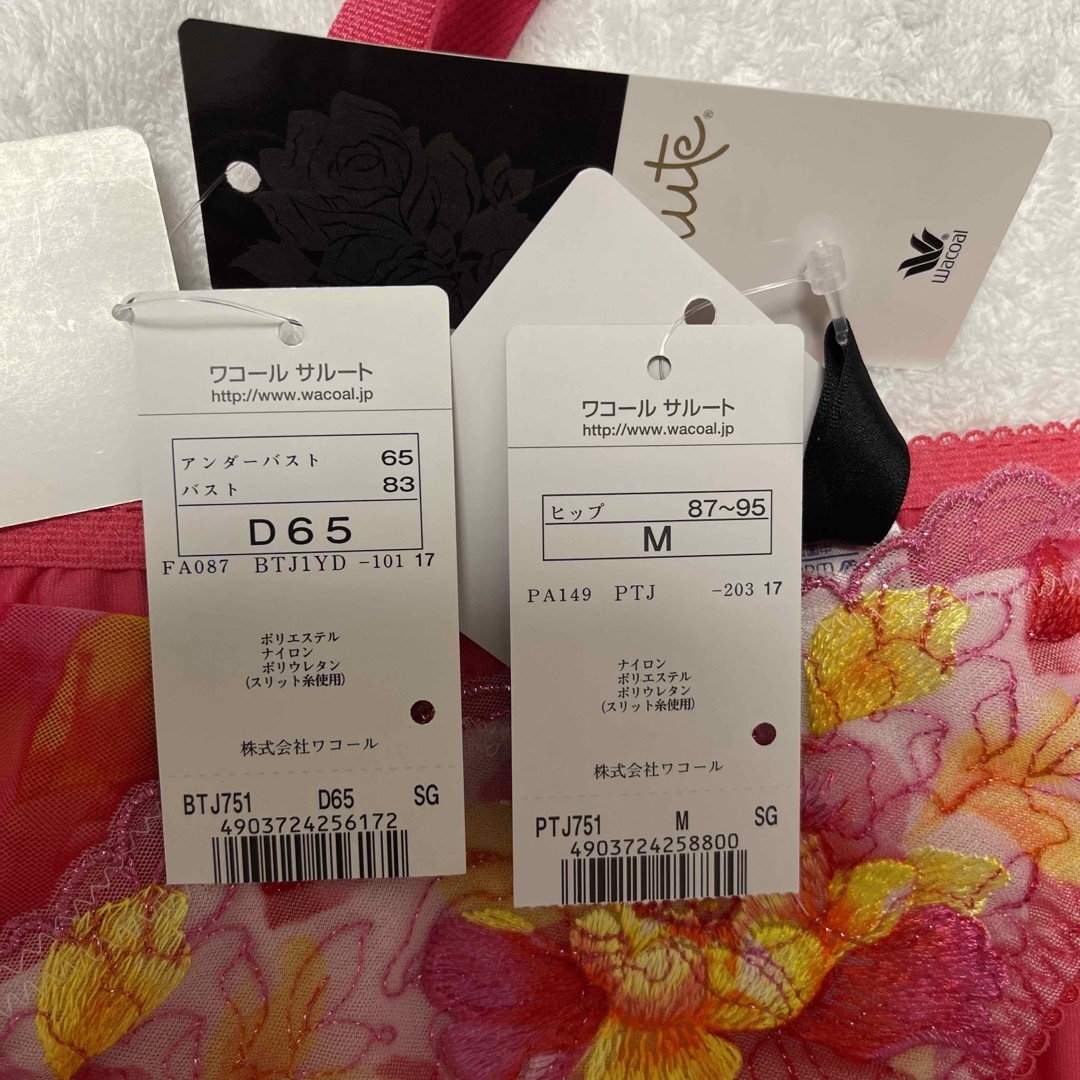 wacoal
ワコール サルート
http://www.wacoal.jp
アンダーバスト 65
バスト 83
D65
FA087 BTJ1YD -101 17
ポリエステル
ナイロン
ポリウレタン
(スリット糸使用)
株式会社ワコール
BTJ751 D65 SG
4903724256172
ワコール サルート
http://www.wacoal.jp
ヒップ 87~95
M
PA149 PTJ -203 17
ナイロン
ポリエステル
ポリウレタン
(スリット糸使用)
株式会社ワコール
PTJ751 M SG
4903724258800